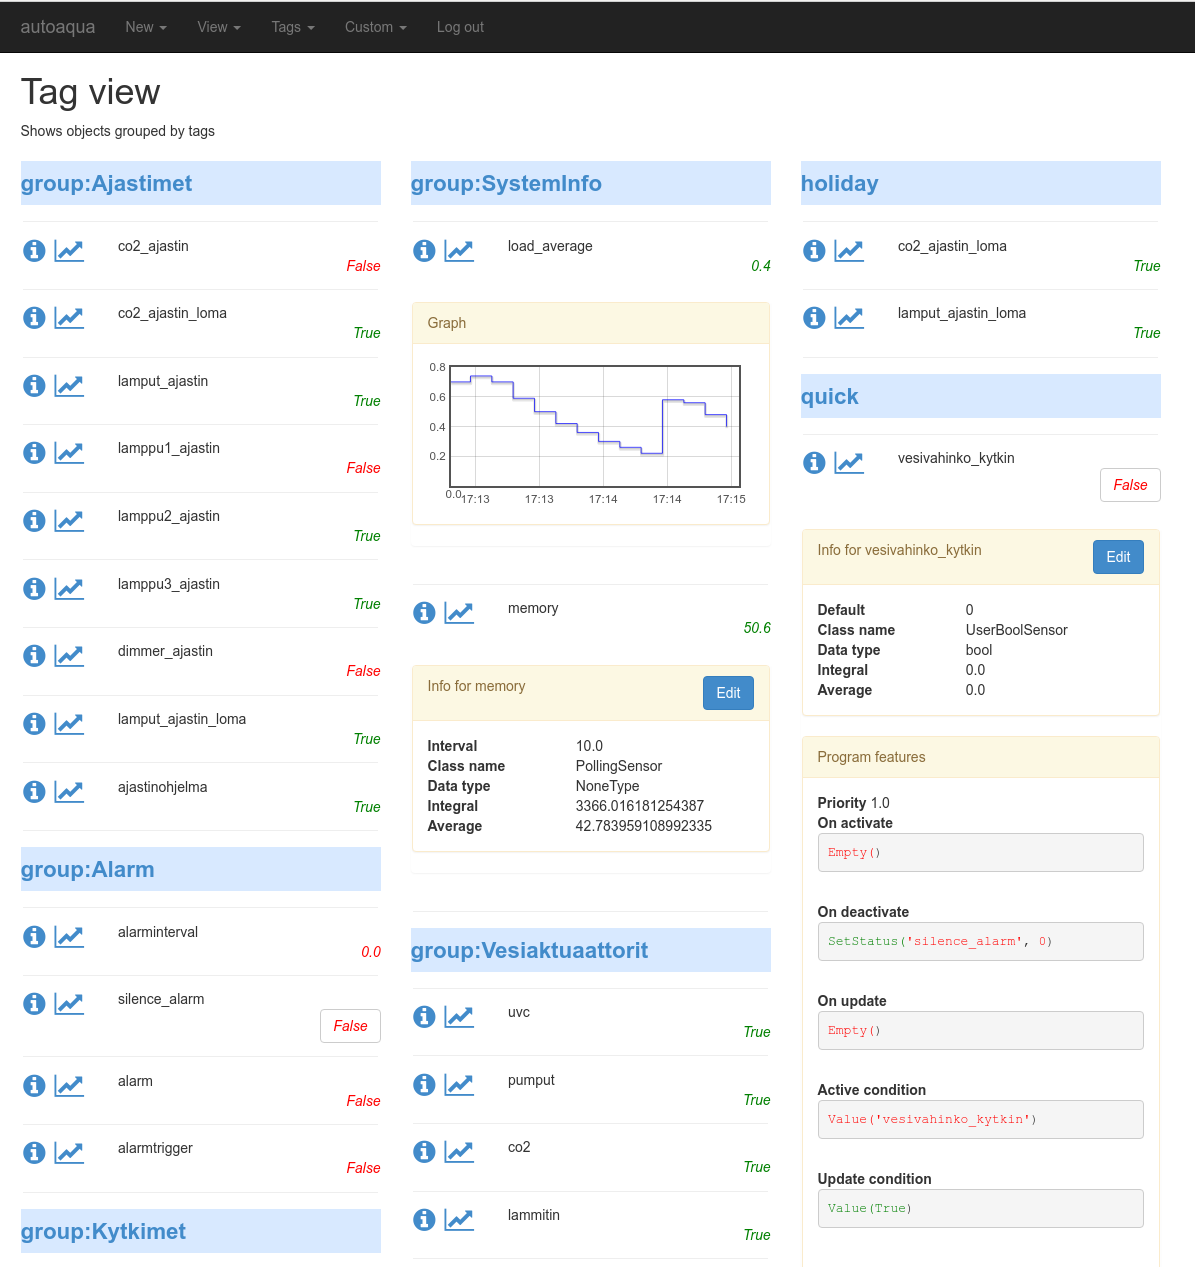 autoaqua New View Tags Custom Log out
Tag view
Shows objects grouped by tags
group:Ajastimet
co2_ajastin
False
co2_ajastin_loma
True
lamput_ajastin
True
lamppu1_ajastin
False
lamppu2_ajastin
True
lamppu3_ajastin
True
dimmer_ajastin
False
lamput_ajastin_loma
True
ajastinohjelma
True
group:Alarm
alarminterval
0.0
silence_alarm
False
alarm
False
alarmtrigger
False
group:Kytkimet
group:SystemInfo
load_average
0.4
Graph
0.8
0.6
0.4
0.2
0.0
17:13 17:13 17:14 17:14 17:15
memory
50.6
Info for memory Edit
Interval 10.0
Class name PollingSensor
Data type NoneType
Integral 3366.016181254387
Average 42.783959108992335
group:Vesiaktuaattorit
uvc
True
pumput
True
co2
True
lammitin
True
holiday
co2_ajastin_loma
True
lamput_ajastin_loma
True
quick
vesivahinko_kytkin
False
Info for vesivahinko_kytkin Edit
Default 0
Class name UserBoolSensor
Data type bool
Integral 0.0
Average 0.0
Program features
Priority 1.0
On activate
Empty()
On deactivate
SetStatus('silence_alarm', 0)
On update
Empty()
Active condition
Value('vesivahinko_kytkin')
Update condition
Value(True)